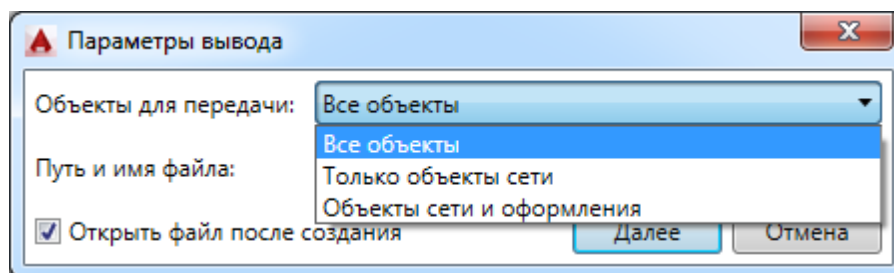 Параметры вывода
Объекты для передачи: Все объекты
Все объекты
Путь и имя файла:
Только объекты сети
Объекты сети и оформления
Открыть файл после создания Далее Отмена